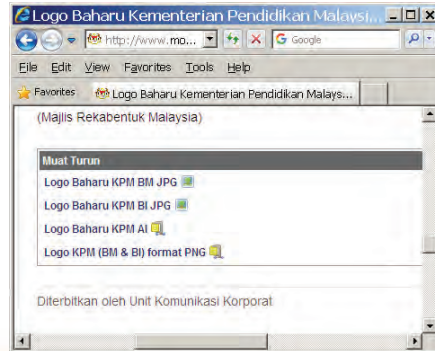 Logo Baharu Kementerian Pendidikan Malaysi...
http://www.mo...
Google
File Edit View Favorites Tools Help
Favorites
Logo Baharu Kementerian Pendidikan Malays...
(Majlis Rekabentuk Malaysia)
Muat Turun
Logo Baharu KPM BM JPG
Logo Baharu KPM BI JPG
Logo Baharu KPM AI
Logo KPM (BM & BI) format PNG
Diterbitkan oleh Unit Komunikasi Korporat